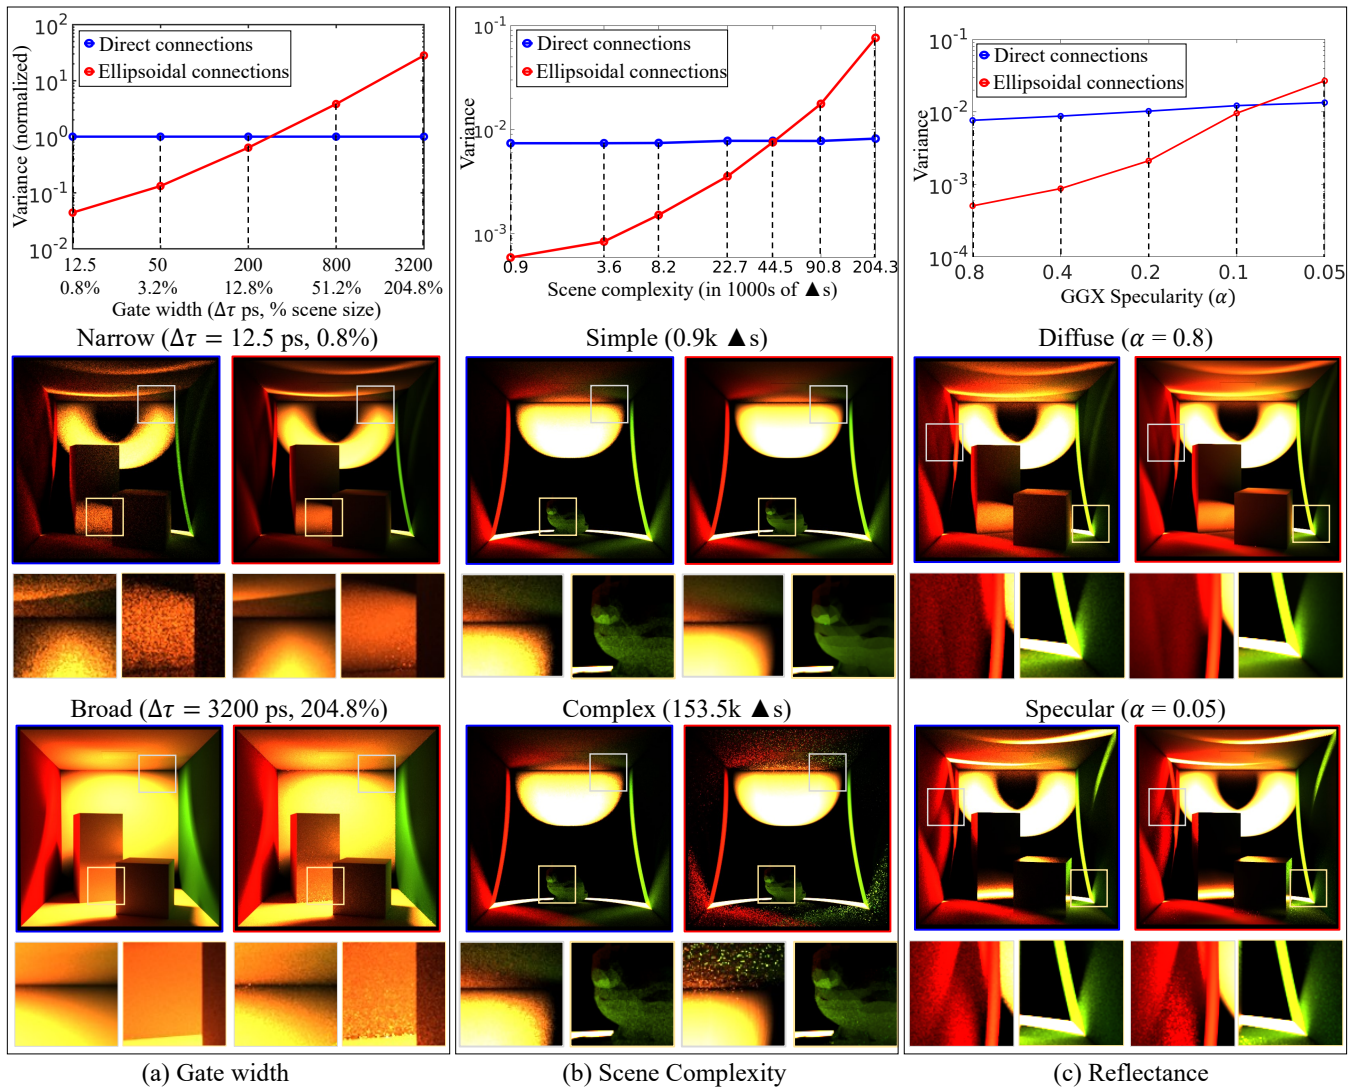 10^2
10^1
10^0
10^-1
10^-2
Variance (normalized)
Direct connections
Ellipsoidal connections
12.5 50 200 800 3200
0.8% 3.2% 12.8% 51.2% 204.8%
Gate width (Δτ ps, % scene size)
Narrow (Δτ = 12.5 ps, 0.8%)
Broad (Δτ = 3200 ps, 204.8%)
(a) Gate width
10^-1
10^-2
10^-3
Variance
Direct connections
Ellipsoidal connections
0.9 3.6 8.2 22.7 44.5 90.8 204.3
Scene complexity (in 1000s of ▲s)
Simple (0.9k ▲s)
Complex (153.5k ▲s)
(b) Scene Complexity
10^-1
10^-2
10^-3
10^-4
Variance
Direct connections
Ellipsoidal connections
0.8 0.4 0.2 0.1 0.05
GGX Specularity (α)
Diffuse (α = 0.8)
Specular (α = 0.05)
(c) Reflectance